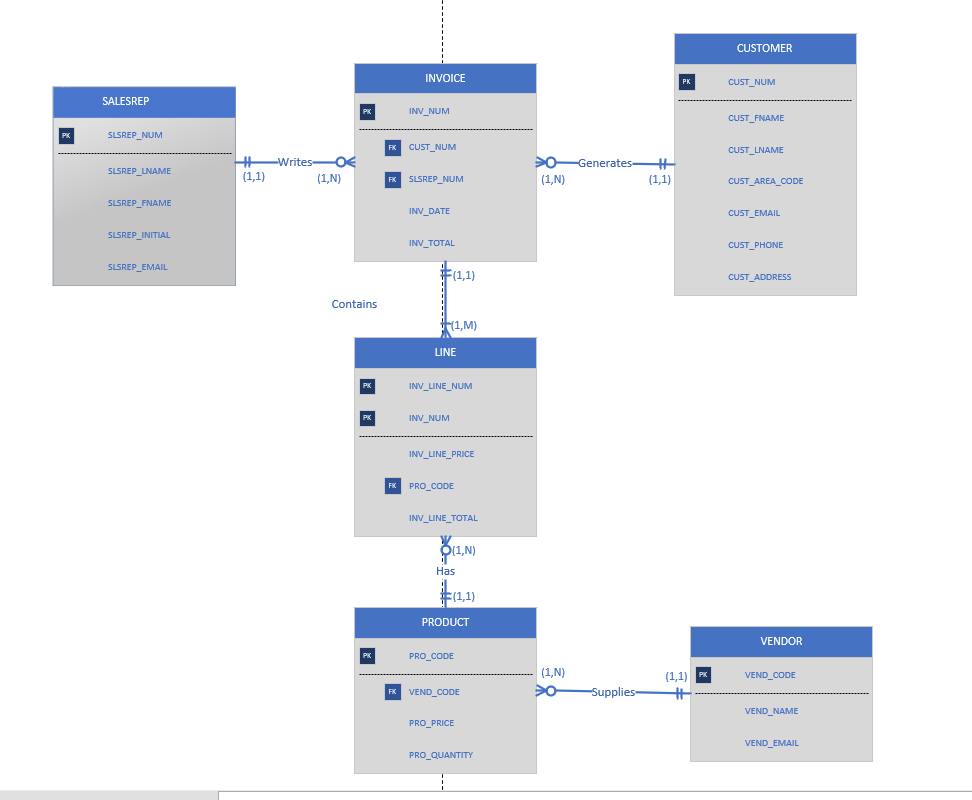 SALESREP
PK SLSREP_NUM
SLSREP_LNAME
SLSREP_FNAME
SLSREP_INITIAL
SLSREP_EMAIL
Writes
(1,1)
(1,N)
INVOICE
PK INV_NUM
FK CUST_NUM
FK SLSREP_NUM
INV_DATE
INV_TOTAL
Generates
(1,N)
(1,1)
CUSTOMER
PK CUST_NUM
CUST_FNAME
CUST_LNAME
CUST_AREA_CODE
CUST_EMAIL
CUST_PHONE
CUST_ADDRESS
(1,1)
Contains
(1,M)
LINE
PK INV_LINE_NUM
PK INV_NUM
INV_LINE_PRICE
FK PRO_CODE
INV_LINE_TOTAL
(1,N)
Has
(1,1)
PRODUCT
PK PRO_CODE
FK VEND_CODE
PRO_PRICE
PRO_QUANTITY
(1,N)
Supplies
(1,1)
VENDOR
PK VEND_CODE
VEND_NAME
VEND_EMAIL